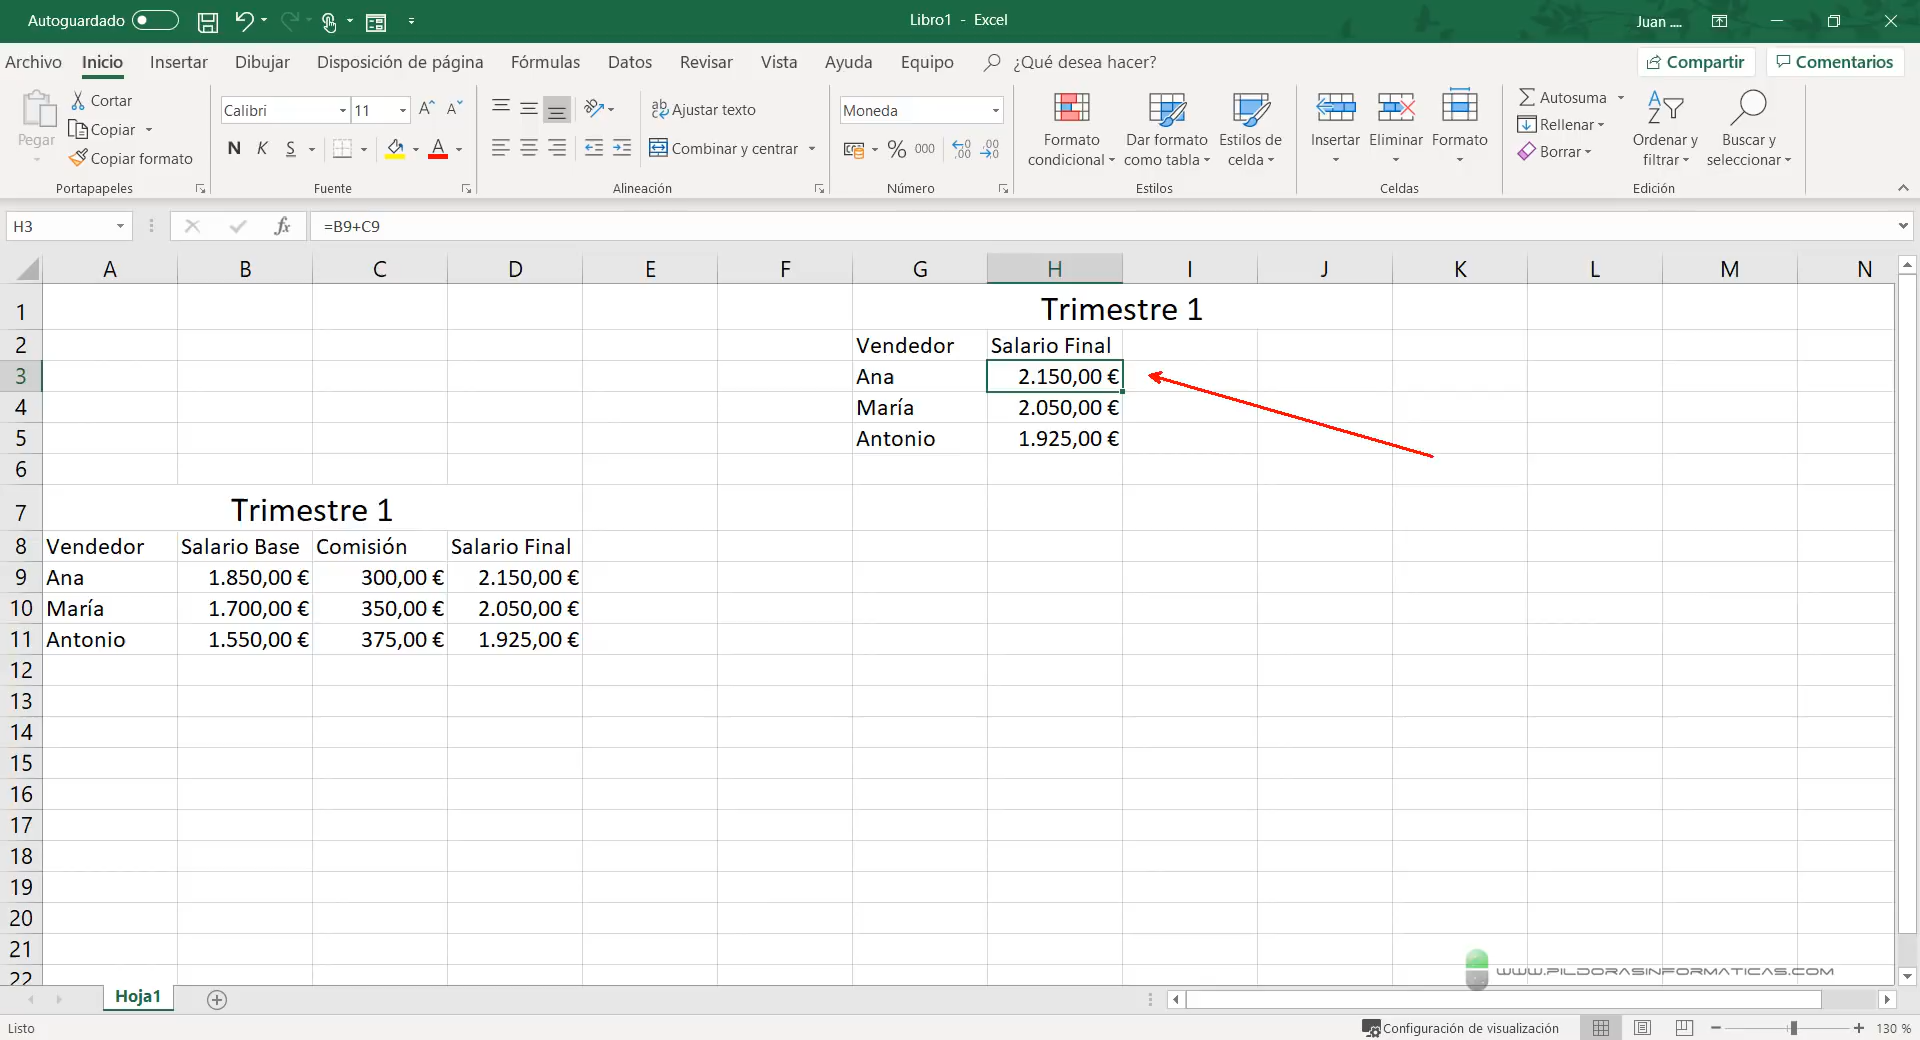 Autoguardado
Libro1 - Excel
Juan ....
Archivo Inicio Insertar Dibujar Disposición de página Fórmulas Datos Revisar Vista Ayuda Equipo ¿Qué desea hacer? Compartir Comentarios
Pegar
Cortar
Copiar
Copiar formato
Portapapeles
Calibri 11
N K S
Fuente
Ajustar texto
Combinar y centrar
Alineación
Moneda
% 000
Número
Formato condicional
Dar formato como tabla
Estilos de celda
Estilos
Insertar
Eliminar
Formato
Celdas
Autosuma
Rellenar
Borrar
Ordenar y filtrar
Buscar y seleccionar
Edición
H3 fx =B9+C9
A B C D E F G H I J K L M N
1 Trimestre 1
2 Vendedor Salario Final
3 Ana 2.150,00 €
4 María 2.050,00 €
5 Antonio 1.925,00 €
6
7 Trimestre 1
8 Vendedor Salario Base Comisión Salario Final
9 Ana 1.850,00 € 300,00 € 2.150,00 €
10 María 1.700,00 € 350,00 € 2.050,00 €
11 Antonio 1.550,00 € 375,00 € 1.925,00 €
12
13
14
15
16
17
18
19
20
21
22
WWW.PILDORASINFORMATICAS.COM
Hoja1
Listo
Configuración de visualización
130 %